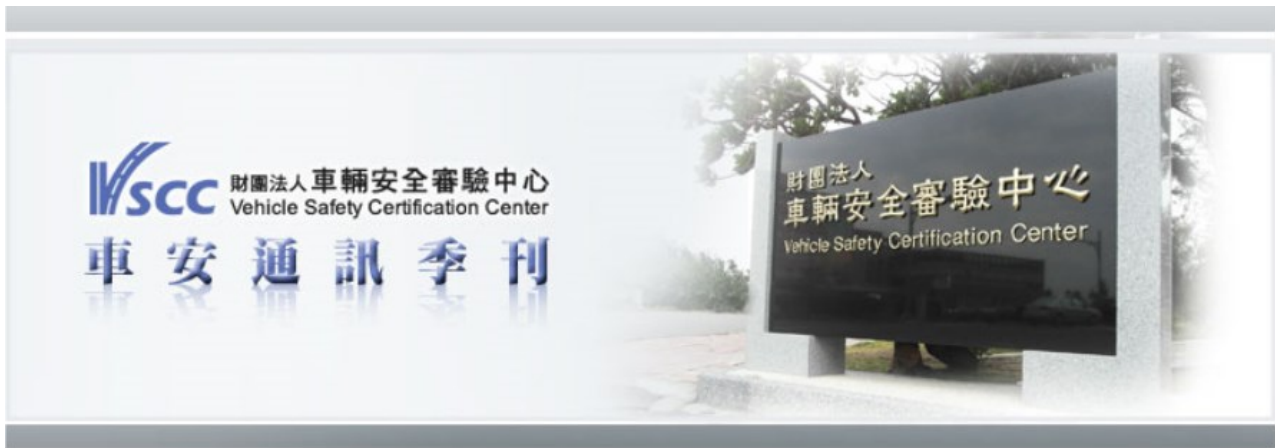 VSCC 財團法人車輛安全審驗中心
Vehicle Safety Certification Center
車安通訊季刊
財團法人
車輛安全審驗中心
Vehicle Safety Certification Center